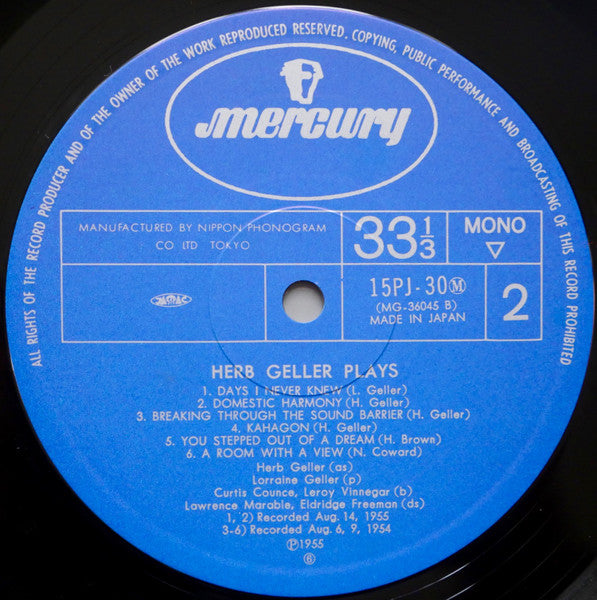 ALL RIGHTS OF THE RECORD PRODUCER AND OF THE OWNER OF THE WORK REPRODUCED RESERVED. COPYING, PUBLIC PERFORMANCE AND BROADCASTING OF THIS RECORD PROHIBITED
mercury
MANUFACTURED BY NIPPON PHONOGRAM
CO LTD TOKYO
33 1/3
MONO
▽
15PJ-30Ⓜ
(MG-36045 B)
MADE IN JAPAN
2
HERB GELLER PLAYS
1. DAYS I NEVER KNEW (L. Geller)
2. DOMESTIC HARMONY (H. Geller)
3. BREAKING THROUGH THE SOUND BARRIER (H. Geller)
4. KAHAGON (H. Geller)
5. YOU STEPPED OUT OF A DREAM (H. Brown)
6. A ROOM WITH A VIEW (N. Coward)
Herb Geller (as)
Lorraine Geller (p)
Curtis Counce, Leroy Vinnegar (b)
Lawrence Marable, Eldridge Freeman (ds)
1, 2) Recorded Aug. 14, 1955
3-6) Recorded Aug. 6, 9, 1954
Ⓟ1955